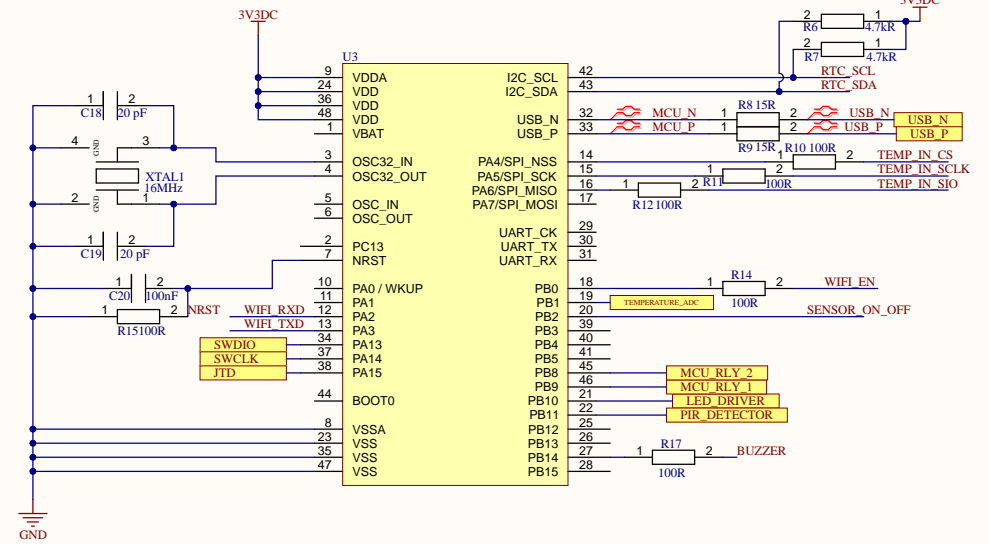 3V3DC
3V3DC
2 R6 1 4.7kR
2 R7 1 4.7kR
U3
9 VDDA
24 VDD
36 VDD
48 VDD
1 VBAT
I2C_SCL 42 RTC_SCL
I2C_SDA 43 RTC_SDA
1 C18 2 20 pF
USB_N 32 MCU_N 1 R8 15R 2 USB_N USB_N
USB_P 33 MCU_P 1 R9 15R 2 USB_P USB_P
4 GND 3
XTAL1
16MHz
2 GND 1
3 OSC32_IN
4 OSC32_OUT
5 OSC_IN
6 OSC_OUT
PA4/SPI_NSS 14 1 R10 100R 2 TEMP_IN_CS
PA5/SPI_SCK 15 1 R11 100R 2 TEMP_IN_SCLK
PA6/SPI_MISO 16 1 R12 100R 2 TEMP_IN_SIO
PA7/SPI_MOSI 17
UART_CK 29
UART_TX 30
UART_RX 31
1 C19 2 20 pF
2 PC13
7 NRST
1 C20 2 100nF
1 R15 100R 2 NRST
10 PA0 / WKUP
11 PA1
WIFI_RXD 12 PA2
WIFI_TXD 13 PA3
SWDIO 34 PA13
SWCLK 37 PA14
JTD 38 PA15
44 BOOT0
8 VSSA
23 VSS
35 VSS
47 VSS
PB0 18 1 R14 100R 2 WIFI_EN
PB1 19 TEMPERATURE_ADC
PB2 20 SENSOR_ON_OFF
PB3 39
PB4 40
PB5 41
PB8 45 MCU_RLY_2
PB9 46 MCU_RLY_1
PB10 21 LED_DRIVER
PB11 22 PIR_DETECTOR
PB12 25
PB13 26
PB14 27 1 R17 100R 2 BUZZER
PB15 28
GND